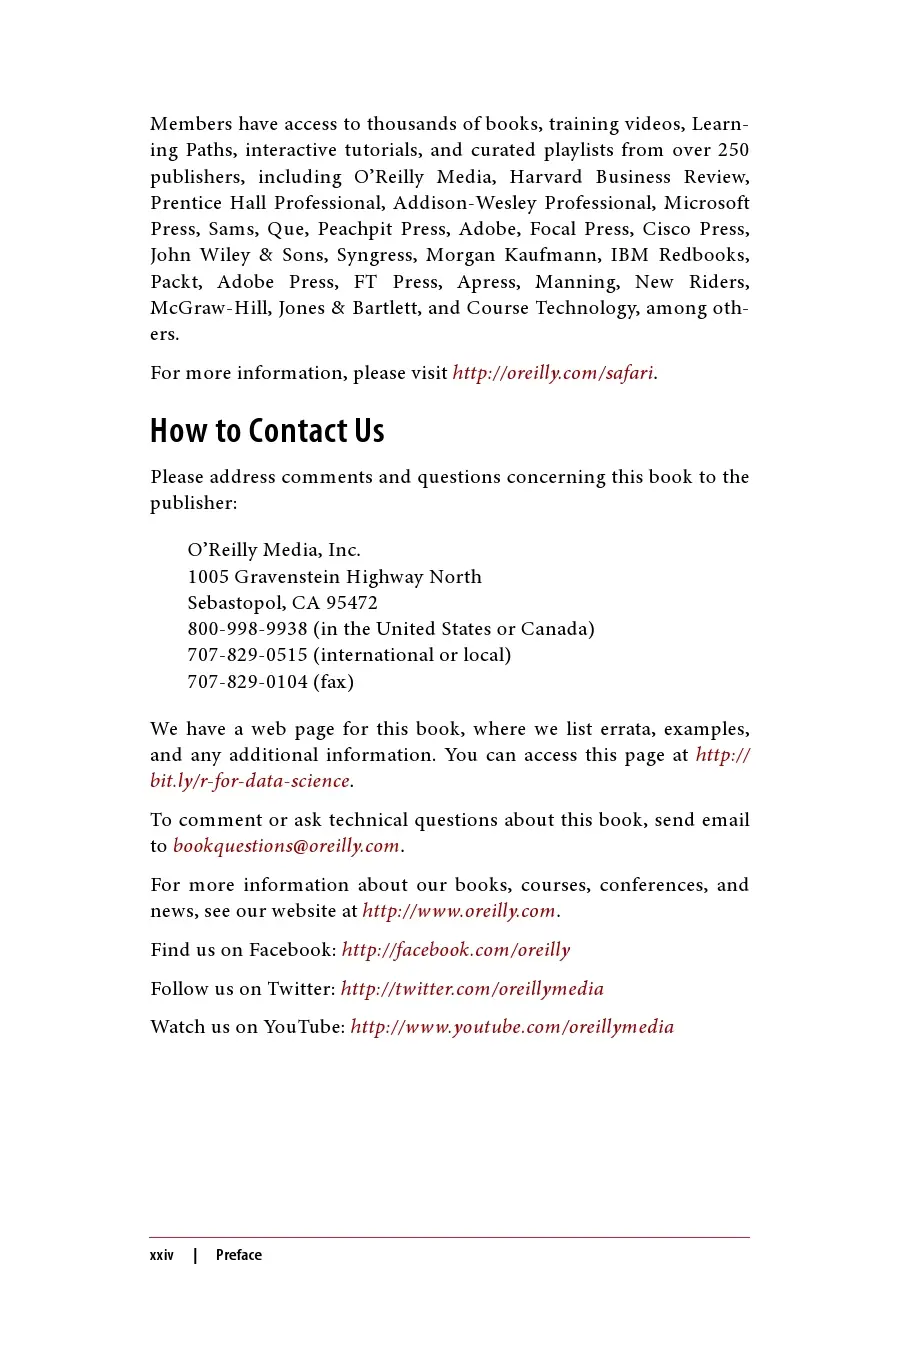 Members have access to thousands of books, training videos, Learn-
ing Paths, interactive tutorials, and curated playlists from over 250
publishers, including O’Reilly Media, Harvard Business Review,
Prentice Hall Professional, Addison-Wesley Professional, Microsoft
Press, Sams, Que, Peachpit Press, Adobe, Focal Press, Cisco Press,
John Wiley & Sons, Syngress, Morgan Kaufmann, IBM Redbooks,
Packt, Adobe Press, FT Press, Apress, Manning, New Riders,
McGraw-Hill, Jones & Bartlett, and Course Technology, among oth-
ers.
For more information, please visit http://oreilly.com/safari.
How to Contact Us
Please address comments and questions concerning this book to the
publisher:
O’Reilly Media, Inc.
1005 Gravenstein Highway North
Sebastopol, CA 95472
800-998-9938 (in the United States or Canada)
707-829-0515 (international or local)
707-829-0104 (fax)
We have a web page for this book, where we list errata, examples,
and any additional information. You can access this page at http://
bit.ly/r-for-data-science.
To comment or ask technical questions about this book, send email
to bookquestions@oreilly.com.
For more information about our books, courses, conferences, and
news, see our website at http://www.oreilly.com.
Find us on Facebook: http://facebook.com/oreilly
Follow us on Twitter: http://twitter.com/oreillymedia
Watch us on YouTube: http://www.youtube.com/oreillymedia
xxiv | Preface